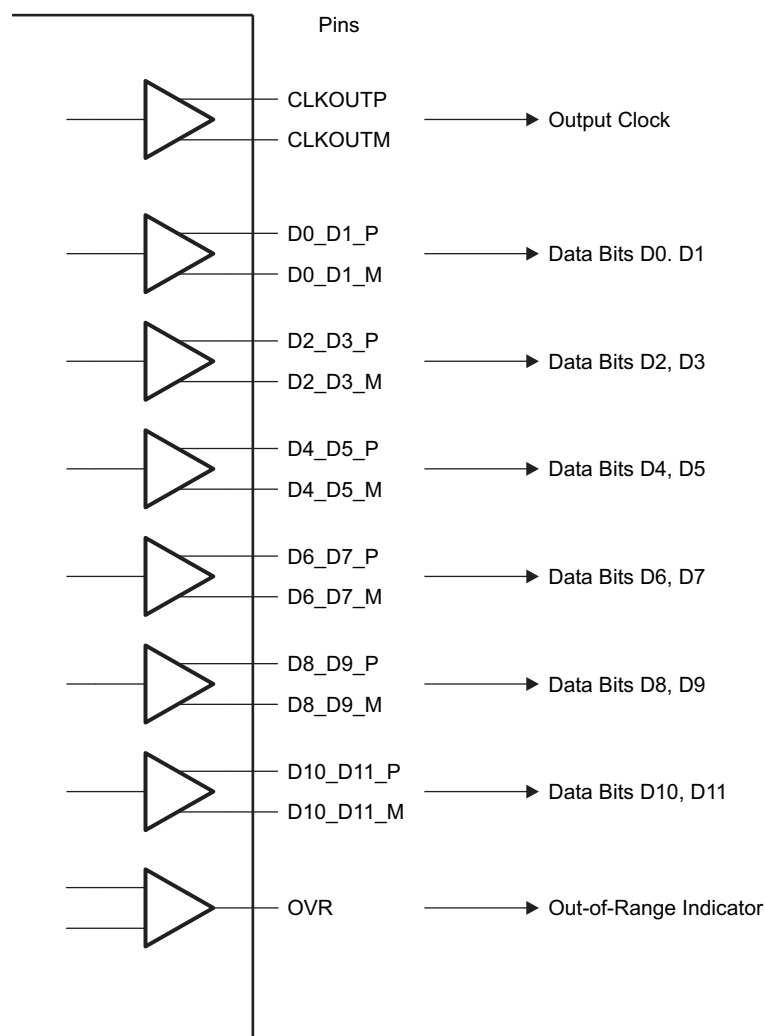 Pins
CLKOUTP
CLKOUTM
Output Clock
D0_D1_P
D0_D1_M
Data Bits D0. D1
D2_D3_P
D2_D3_M
Data Bits D2, D3
D4_D5_P
D4_D5_M
Data Bits D4, D5
D6_D7_P
D6_D7_M
Data Bits D6, D7
D8_D9_P
D8_D9_M
Data Bits D8, D9
D10_D11_P
D10_D11_M
Data Bits D10, D11
OVR
Out-of-Range Indicator